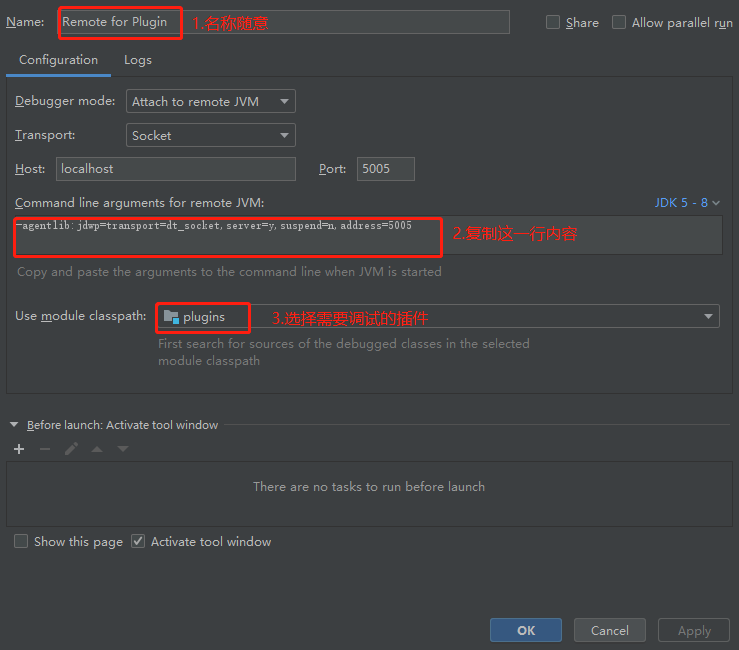 Name: Remote for Plugin 1.名称随意 Share Allow parallel run
Configuration Logs
Debugger mode: Attach to remote JVM
Transport: Socket
Host: localhost Port: 5005
Command line arguments for remote JVM: JDK 5 - 8
-agentlib:jdwp=transport=dt_socket,server=y,suspend=n,address=5005 2.复制这一行内容
Copy and paste the arguments to the command line when JVM is started
Use module classpath: plugins 3.选择需要调试的插件
First search for sources of the debugged classes in the selected
module classpath
Before launch: Activate tool window
There are no tasks to run before launch
Show this page Activate tool window
OK Cancel Apply